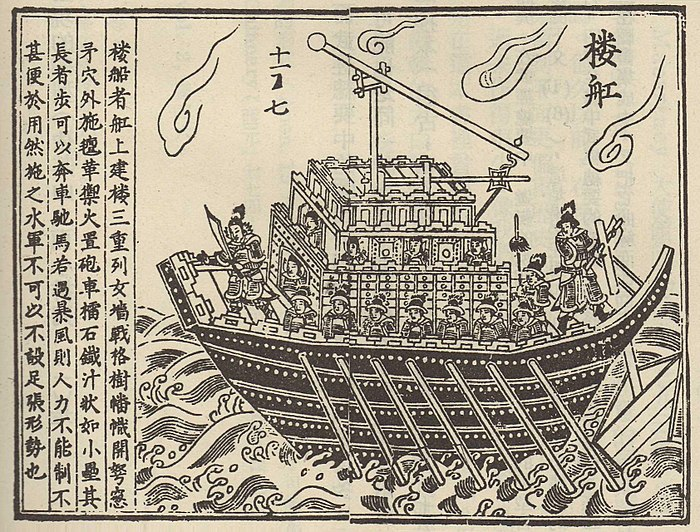 楼舡
楼船者舡上建楼三重列女墙戰格樹幡幟開弩窓
矛穴外施氊革禦火置砲車檑石鐵汁狀如小壘其
長者步可以奔車馳馬若遇暴風則人力不能制不
甚便於用然施之水軍不可以不設足張形勢也